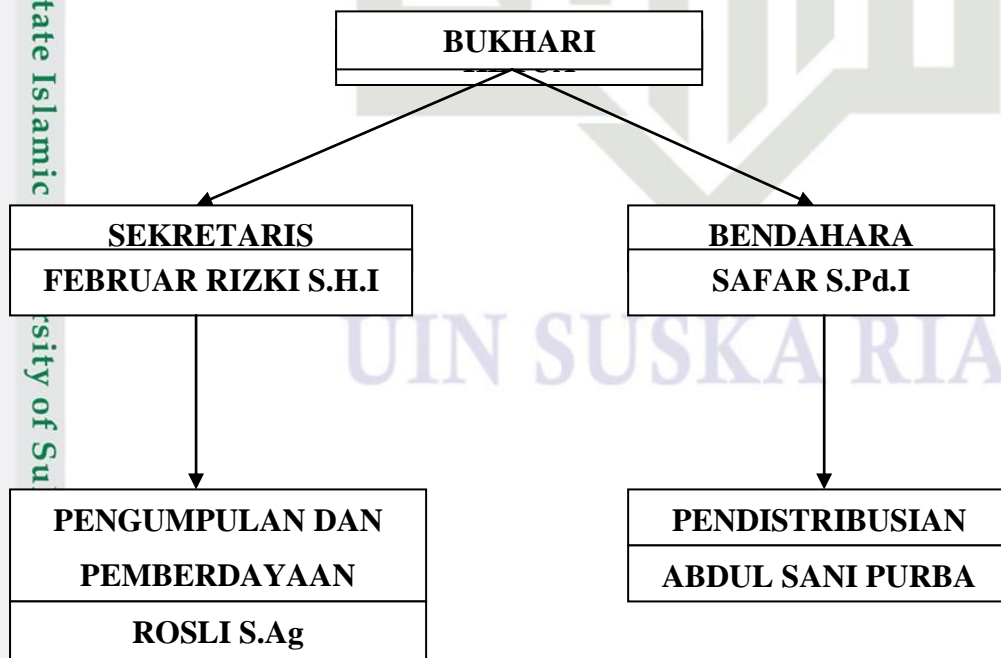 BUKHARI
SEKRETARIS
FEBRUAR RIZKI S.H.I
BENDAHARA
SAFAR S.Pd.I
PENGUMPULAN DAN
PEMBERDAYAAN
ROSLI S.Ag
PENDISTRIBUSIAN
ABDUL SANI PURBA
UIN SUSKA RIA
tate Islamic
rsity of Su